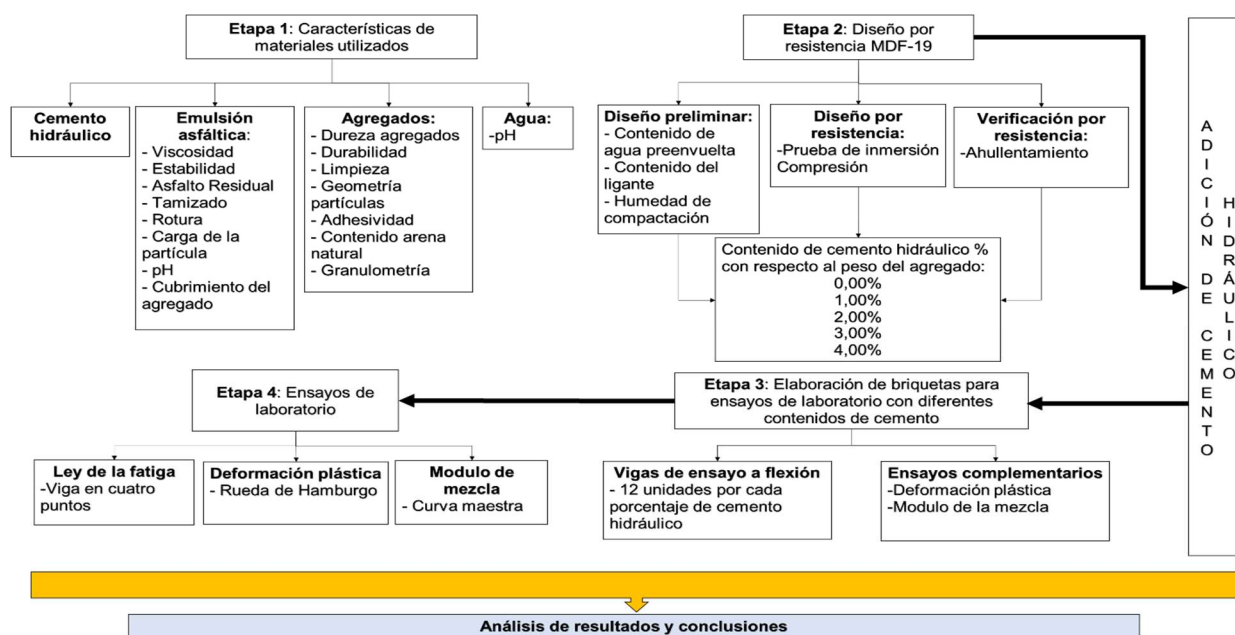 Etapa 1: Características de
materiales utilizados
Cemento
hidráulico
Emulsión
asfáltica:
- Viscosidad
- Estabilidad
- Asfalto Residual
- Tamizado
- Rotura
- Carga de la
partícula
- pH
- Cubrimiento del
agregado
Agregados:
- Dureza agregados
- Durabilidad
- Limpieza
- Geometría
partículas
- Adhesividad
- Contenido arena
natural
- Granulometría
Agua:
-pH
Etapa 2: Diseño por
resistencia MDF-19
Diseño preliminar:
- Contenido de
agua preenvuelta
- Contenido del
ligante
- Humedad de
compactación
Diseño por
resistencia:
-Prueba de inmersión
Compresión
Verificación por
resistencia:
-Ahullentamiento
Contenido de cemento hidráulico %
con respecto al peso del agregado:
0,00%
1,00%
2,00%
3,00%
4,00%
ADICIÓN DE CEMENTO
HIDRÁULICO
Etapa 3: Elaboración de briquetas para
ensayos de laboratorio con diferentes
contenidos de cemento
Vigas de ensayo a flexión
- 12 unidades por cada
porcentaje de cemento
hidráulico
Ensayos complementarios
-Deformación plástica
-Modulo de la mezcla
Etapa 4: Ensayos de
laboratorio
Ley de la fatiga
-Viga en cuatro
puntos
Deformación plástica
- Rueda de Hamburgo
Modulo de
mezcla
- Curva maestra
Análisis de resultados y conclusiones